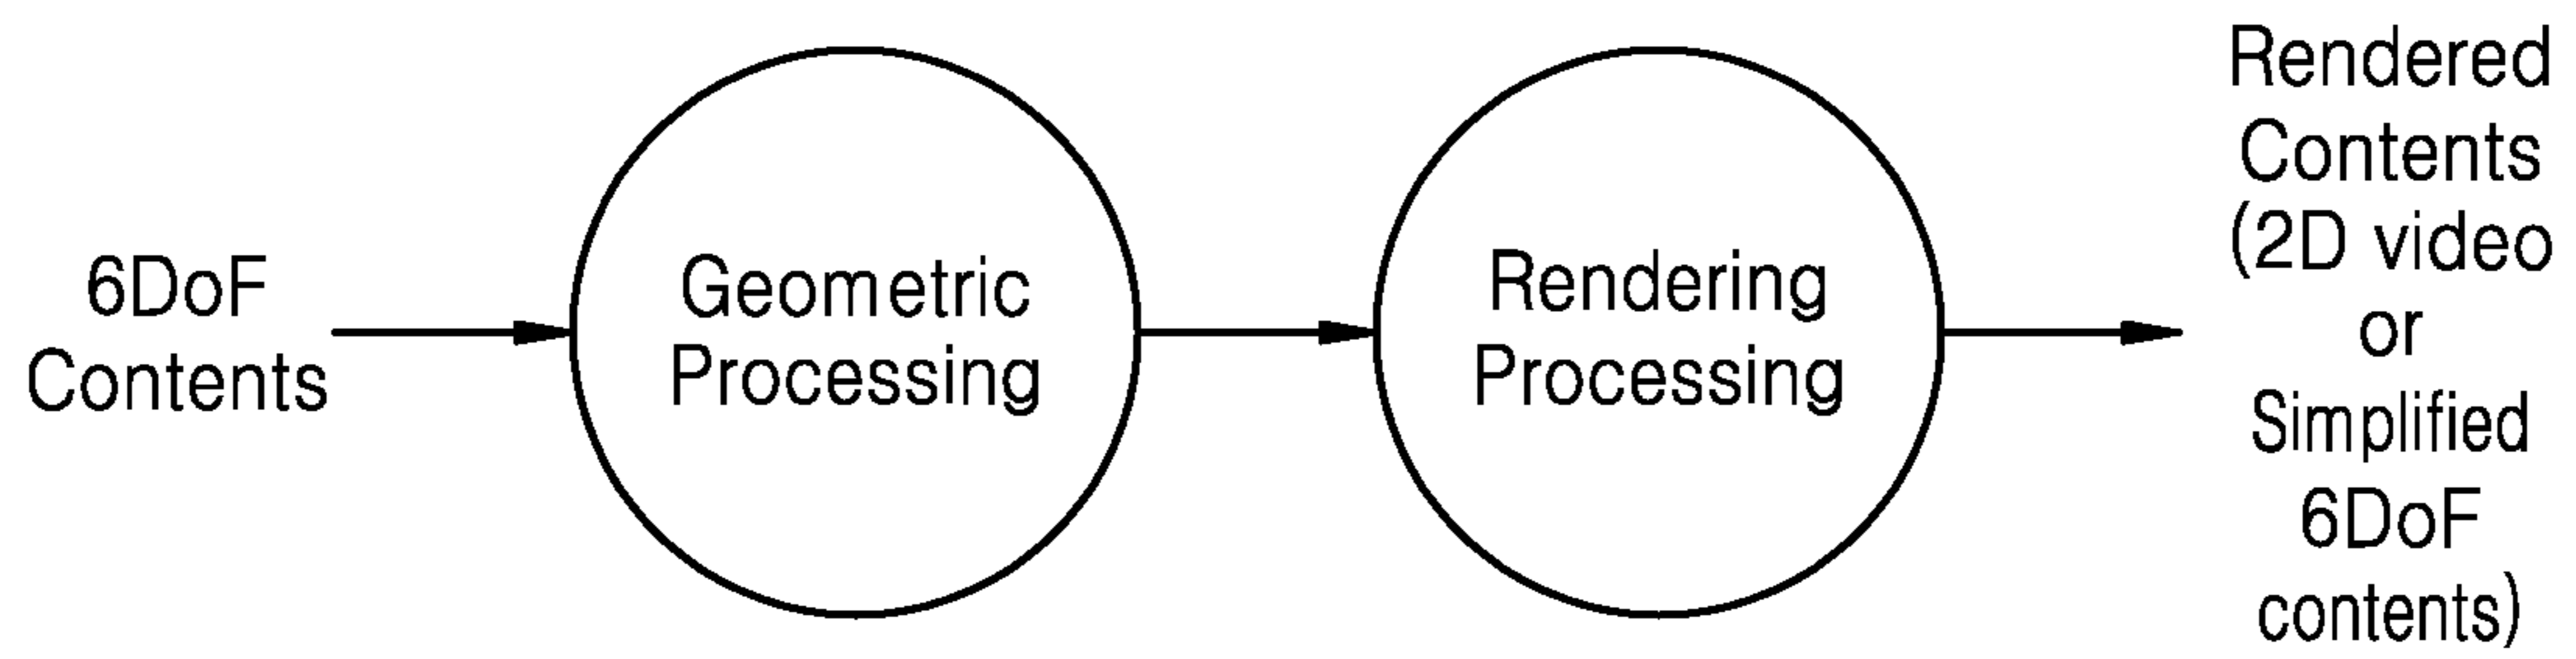 6DoF
Contents
Geometric
Processing
Rendering
Processing
Rendered
Contents
(2D video
or
Simplified
6DoF
contents)